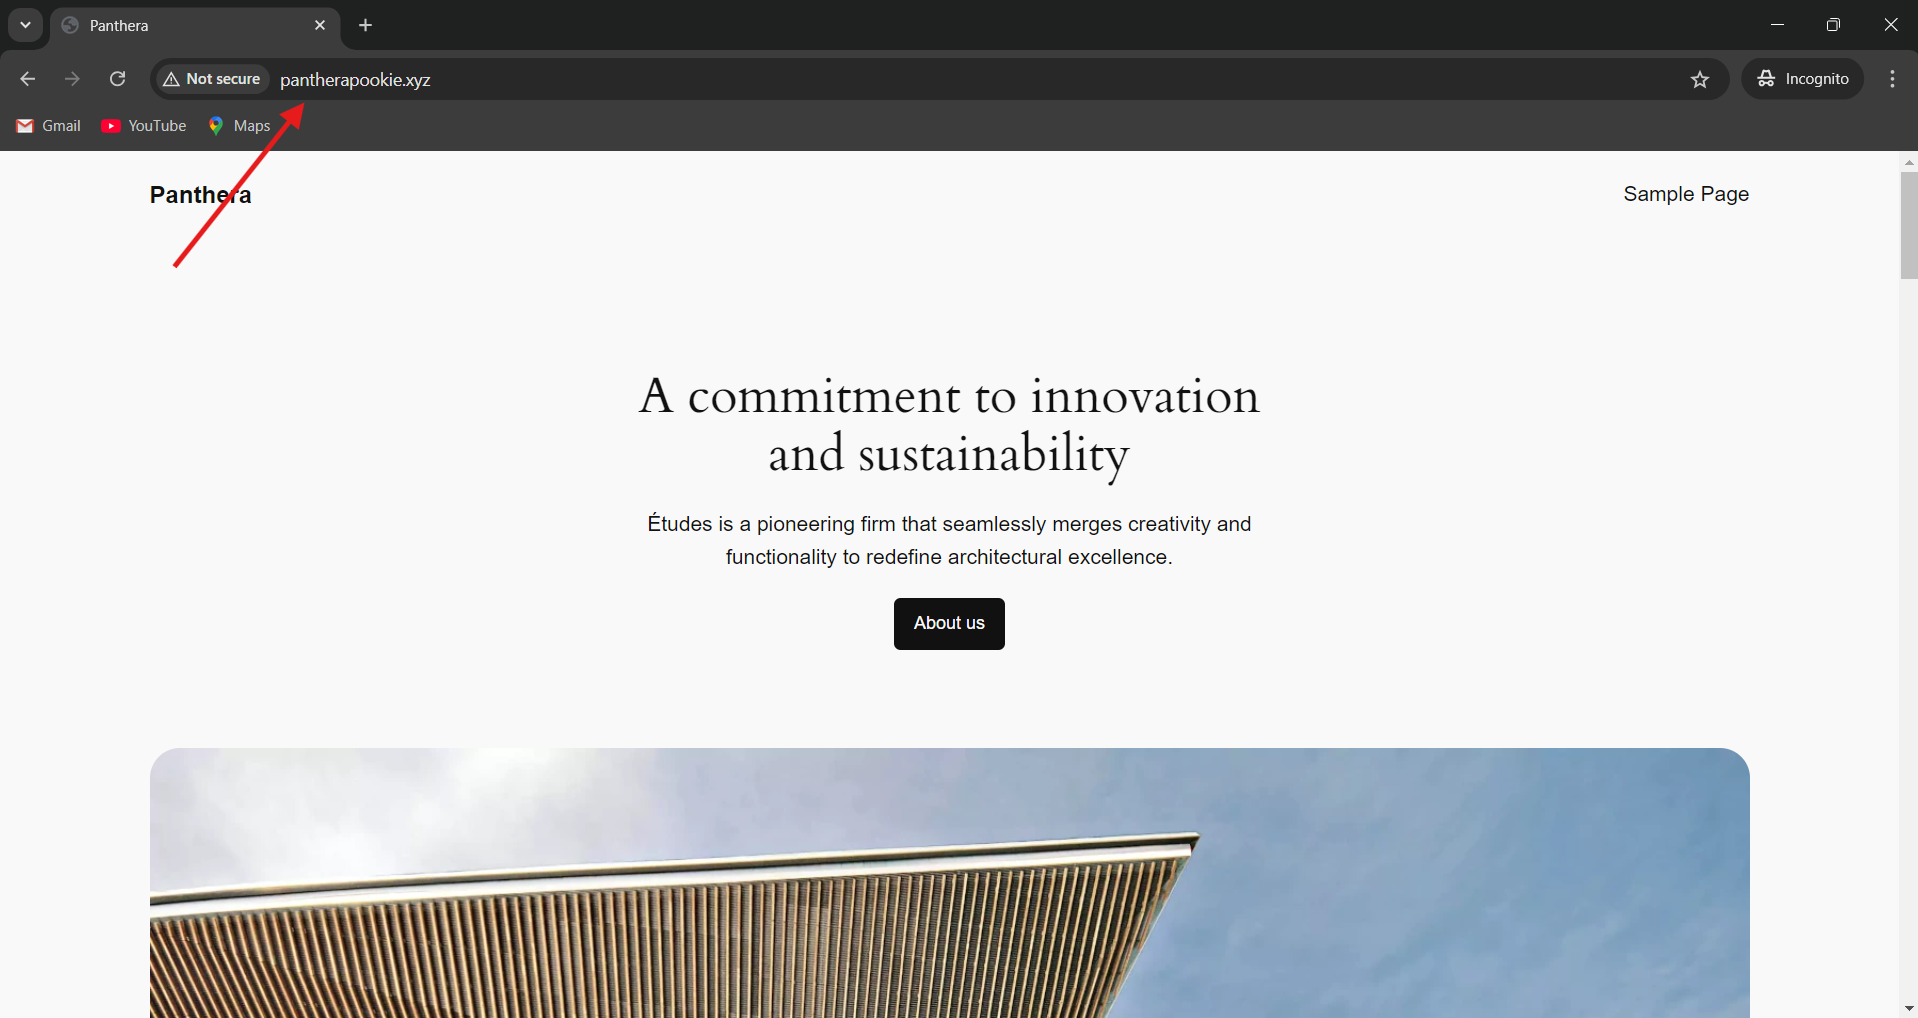 Panthera
Not secure
pantherapookie.xyz
Incognito
Gmail
YouTube
Maps
Panthera
Sample Page
A commitment to innovation
and sustainability
Études is a pioneering firm that seamlessly merges creativity and
functionality to redefine architectural excellence.
About us